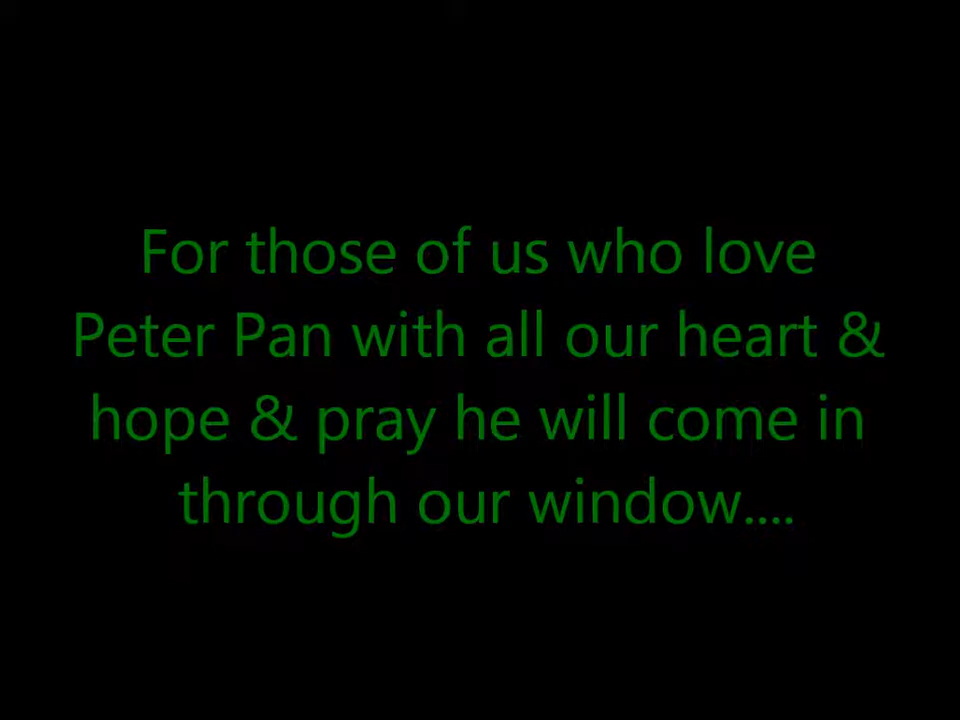 For those of us who love
Peter Pan with all our heart &
hope & pray he will come in
through our window....